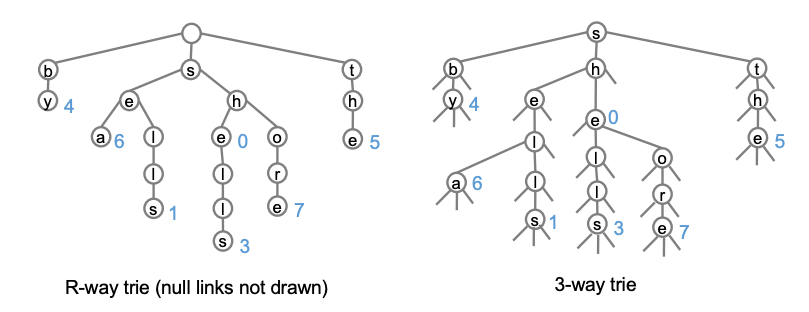 s
b s t b h t
y 4 e h h y 4 e e 0 h
a 6 l e 0 o e 5 l l o e 5
l l r a 6 l l r
s 1 l e 7 s 1 s 3 e 7
s 3
R-way trie (null links not drawn) 3-way trie